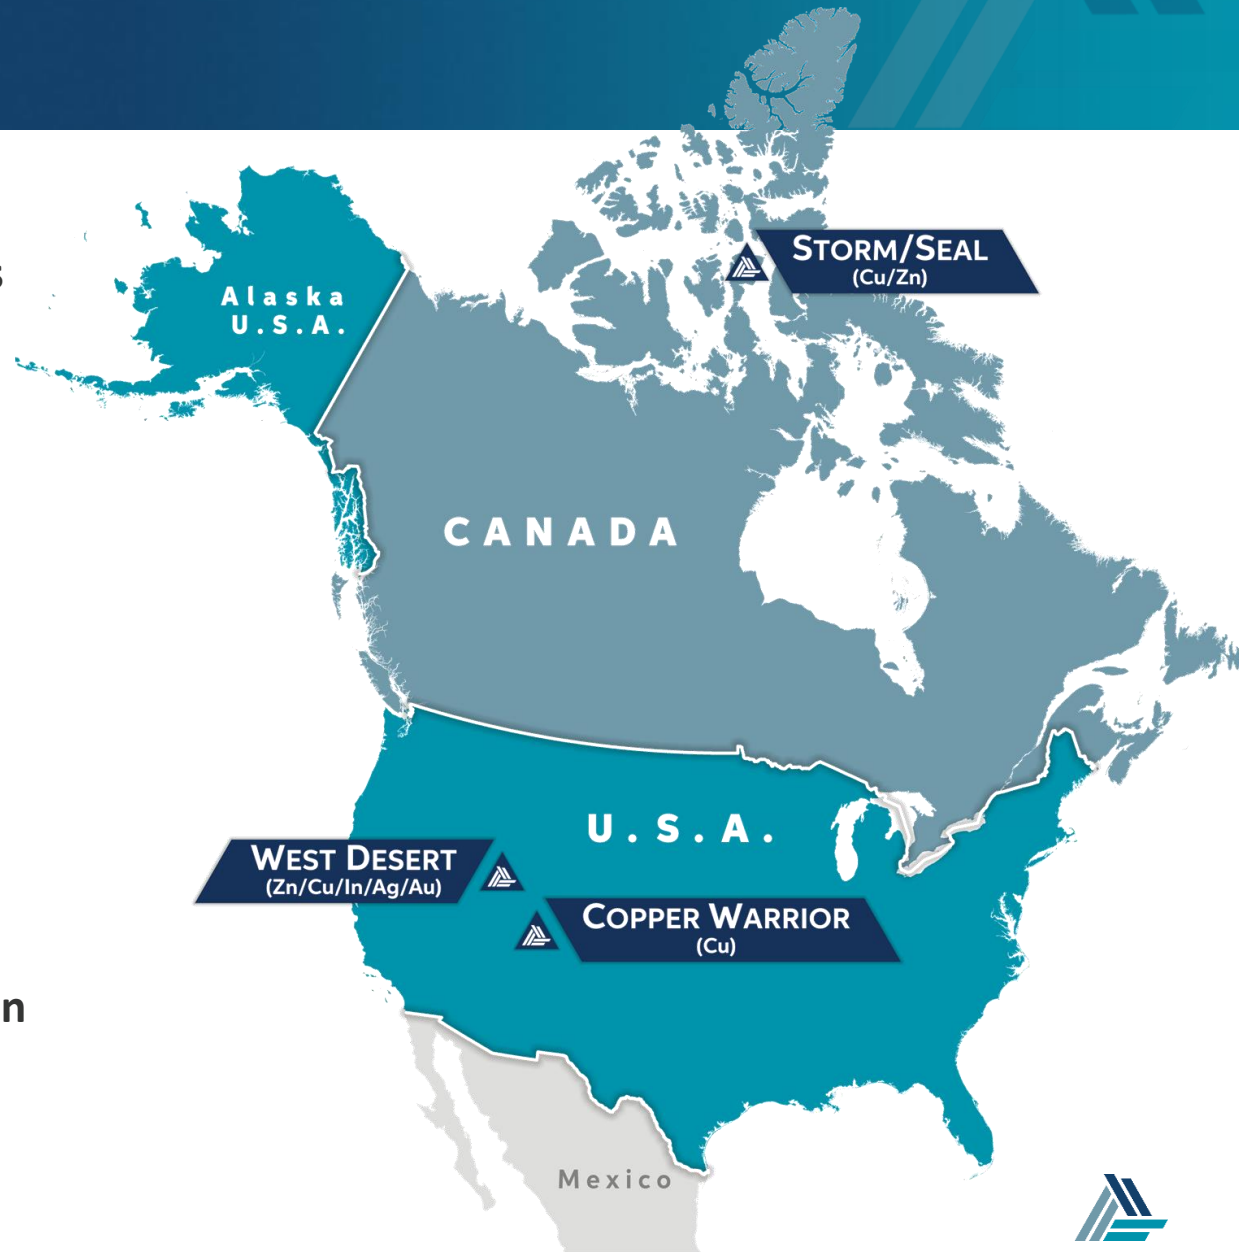 s
Alaska
U.S.A.
STORM/SEAL
(Cu/Zn)
CANADA
U.S.A.
WEST DESERT
(Zn/Cu/In/Ag/Au)
COPPER WARRIOR
(Cu)
n
Mexico